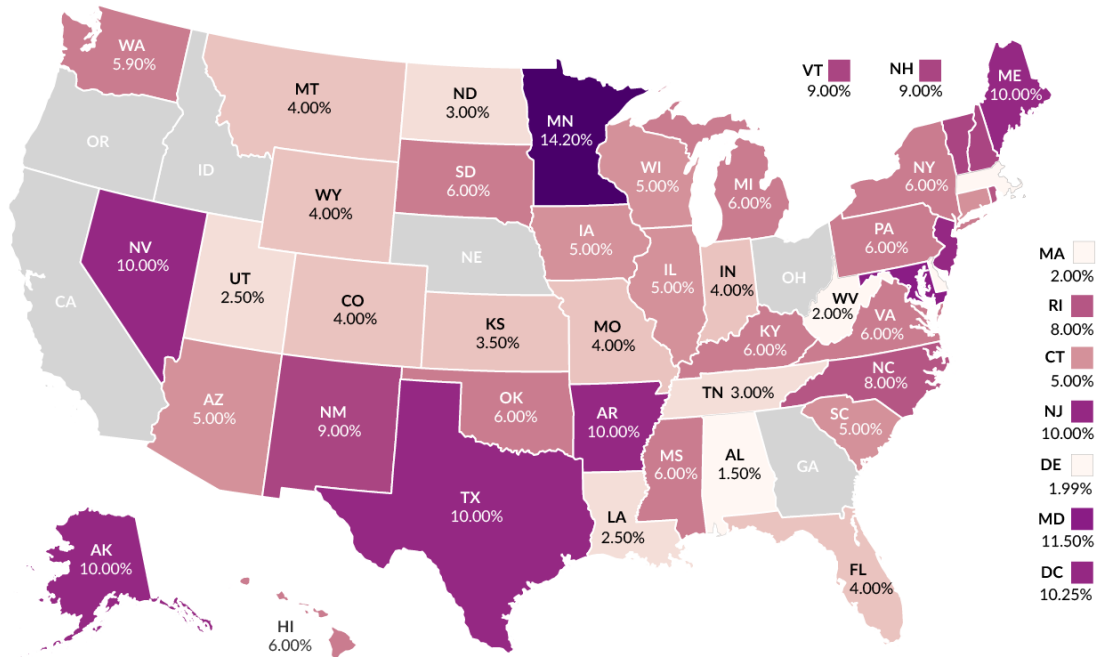 WA
5.90%
MT
4.00%
ND
3.00%
MN
14.20%
VT
9.00%
NH
9.00%
ME
10.00%
OR
ID
WY
4.00%
SD
6.00%
WI
5.00%
MI
6.00%
NY
6.00%
NV
10.00%
UT
2.50%
CO
4.00%
NE
IA
5.00%
IL
5.00%
IN
4.00%
OH
PA
6.00%
CA
KS
3.50%
MO
4.00%
KY
6.00%
WV
2.00%
VA
6.00%
MA
2.00%
RI
8.00%
CT
5.00%
NJ
10.00%
DE
1.99%
MD
11.50%
DC
10.25%
AZ
5.00%
NM
9.00%
OK
6.00%
AR
10.00%
TN 3.00%
NC
8.00%
SC
5.00%
TX
10.00%
LA
2.50%
MS
6.00%
AL
1.50%
GA
FL
4.00%
AK
10.00%
HI
6.00%